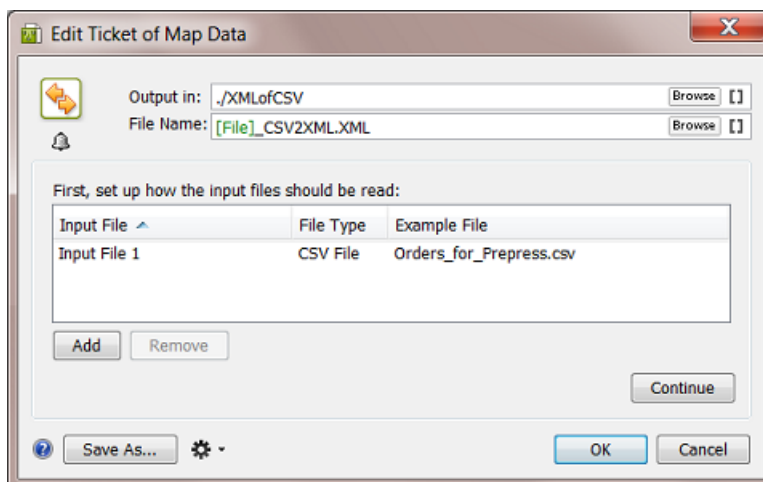 Edit Ticket of Map Data
Output in: ./XMLofCSV Browse []
File Name: [File]_CSV2XML.XML Browse []
First, set up how the input files should be read:
Input File File Type Example File
Input File 1 CSV File Orders_for_Prepress.csv
Add Remove
Continue
Save As... OK Cancel